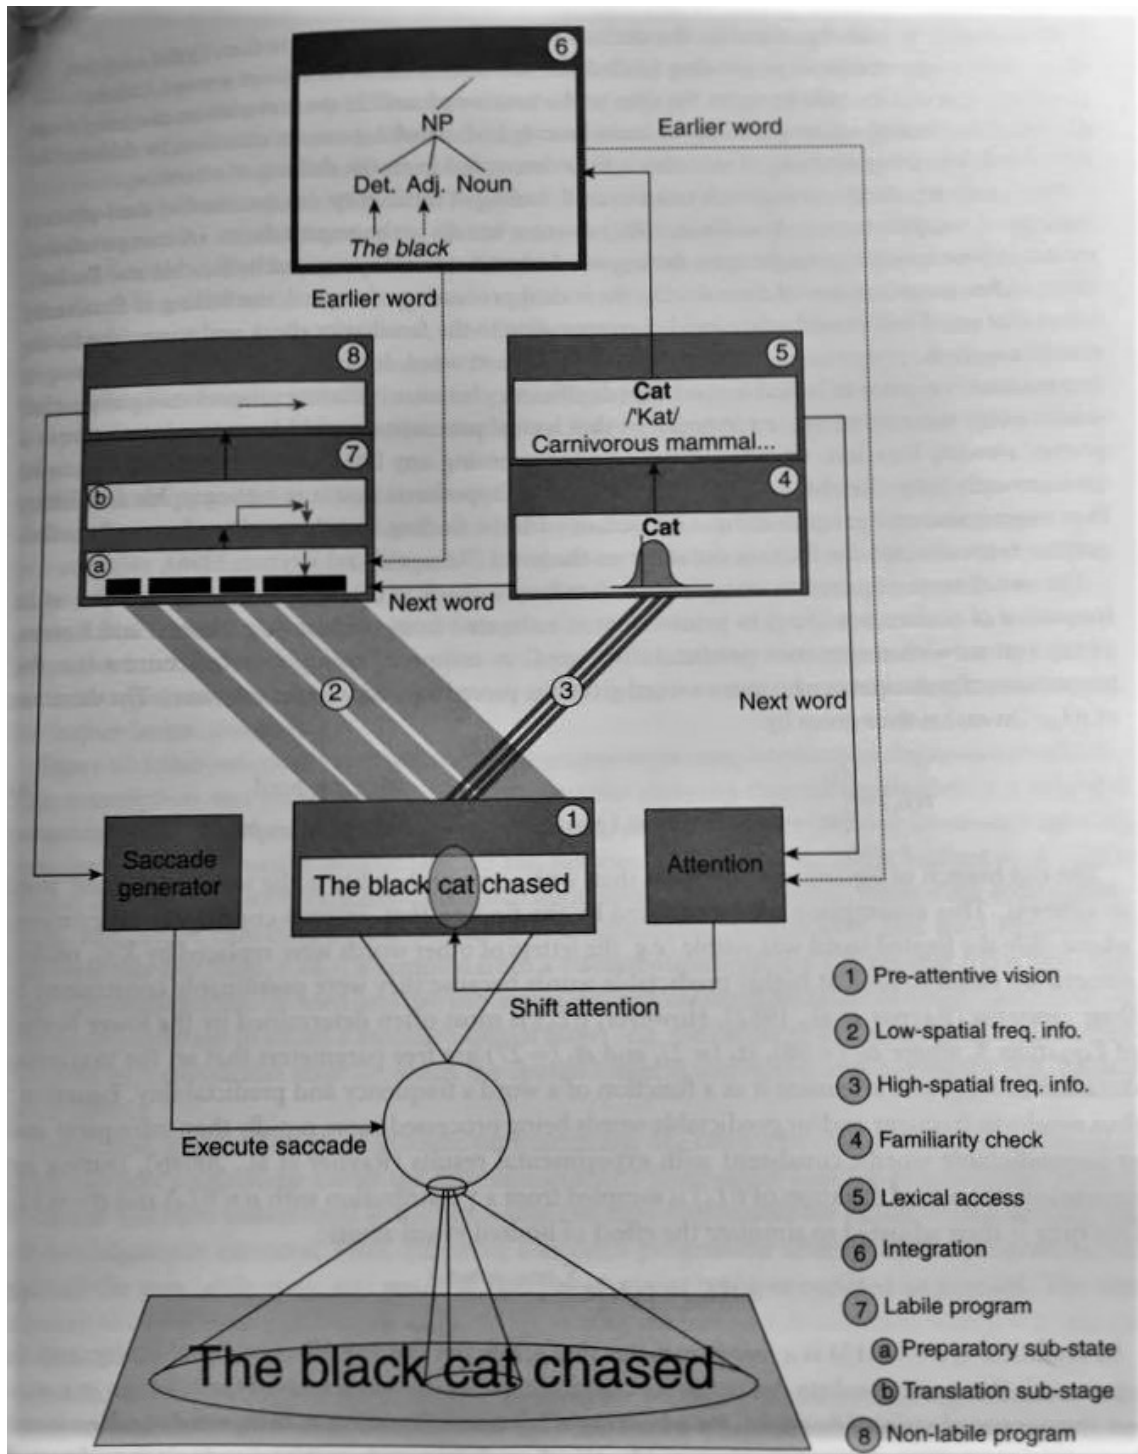 6
NP
Det. Adj. Noun
The black
Earlier word
Earlier word
8
7
b
a
5
Cat
/'Kat/
Carnivorous mammal...
4
Cat
Next word
2
3
Next word
1
Saccade
generator
The black cat chased
Attention
Shift attention
Execute saccade
The black cat chased
1 Pre-attentive vision
2 Low-spatial freq. info.
3 High-spatial freq. info.
4 Familiarity check
5 Lexical access
6 Integration
7 Labile program
a Preparatory sub-state
b Translation sub-stage
8 Non-labile program